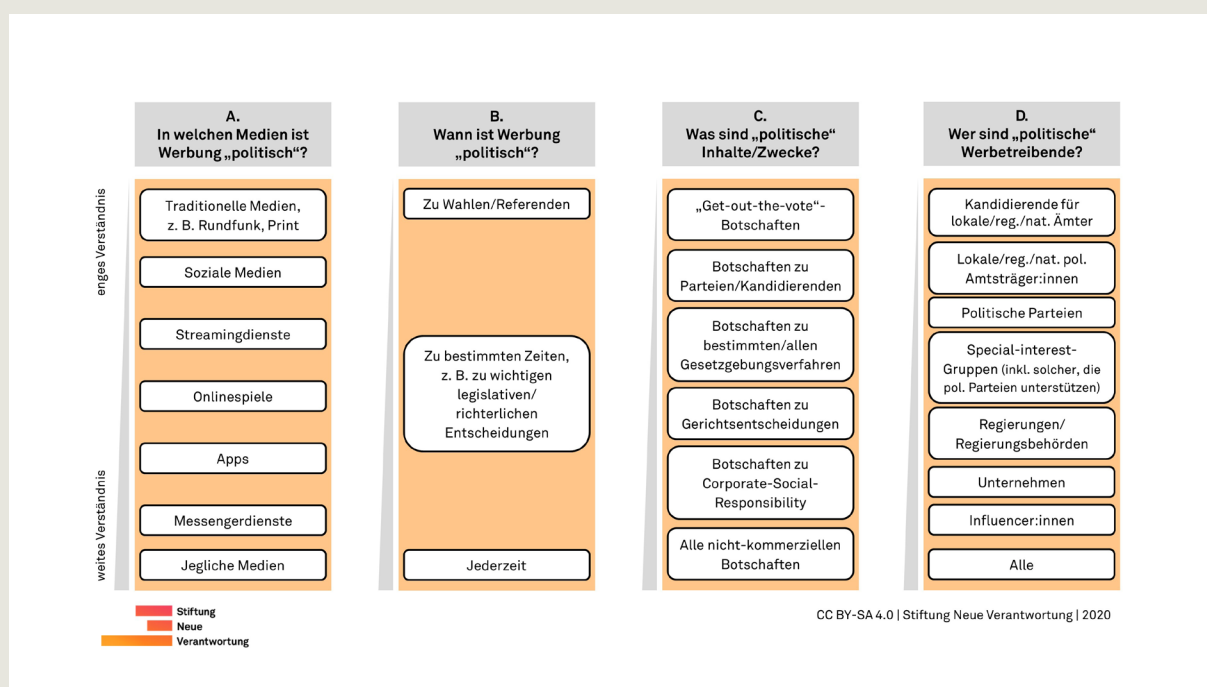 A.
In welchen Medien ist
Werbung „politisch“?
enges Verständnis
weites Verständnis
Traditionelle Medien,
z. B. Rundfunk, Print
Soziale Medien
Streamingdienste
Onlinespiele
Apps
Messengerdienste
Jegliche Medien
B.
Wann ist Werbung
„politisch“?
Zu Wahlen/Referenden
Zu bestimmten Zeiten,
z. B. zu wichtigen
legislativen/
richterlichen
Entscheidungen
Jederzeit
C.
Was sind „politische“
Inhalte/Zwecke?
„Get-out-the-vote“-
Botschaften
Botschaften zu
Parteien/Kandidierenden
Botschaften zu
bestimmten/allen
Gesetzgebungsverfahren
Botschaften zu
Gerichtsentscheidungen
Botschaften zu
Corporate-Social-
Responsibility
Alle nicht-kommerziellen
Botschaften
D.
Wer sind „politische“
Werbetreibende?
Kandidierende für
lokale/reg./nat. Ämter
Lokale/reg./nat. pol.
Amtsträger:innen
Politische Parteien
Special-interest-
Gruppen (inkl. solcher, die
pol. Parteien unterstützen)
Regierungen/
Regierungsbehörden
Unternehmen
Influencer:innen
Alle
Stiftung
Neue
Verantwortung
CC BY-SA 4.0 | Stiftung Neue Verantwortung | 2020